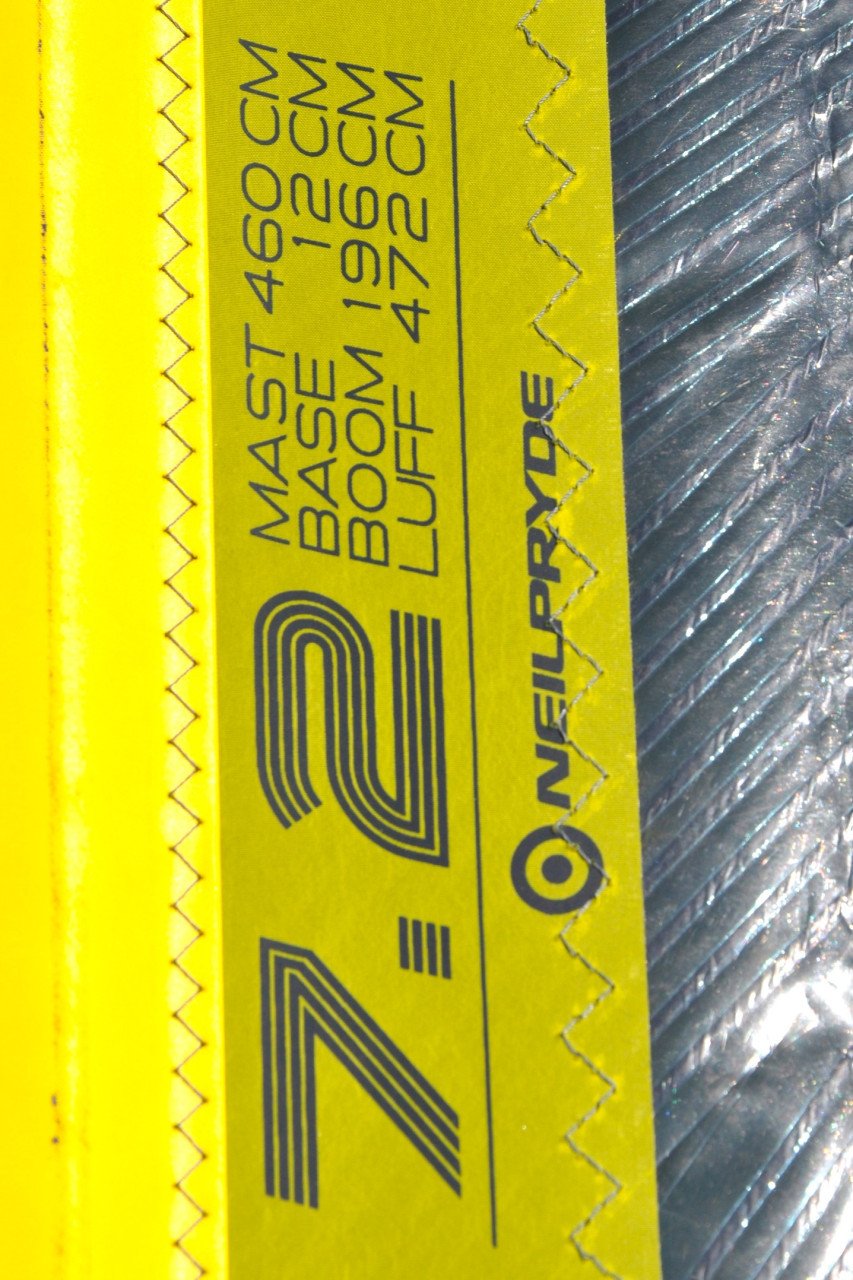 7.2
MAST 460 CM
BASE 12 CM
BOOM 196 CM
LUFF 472 CM
NEILPRYDE